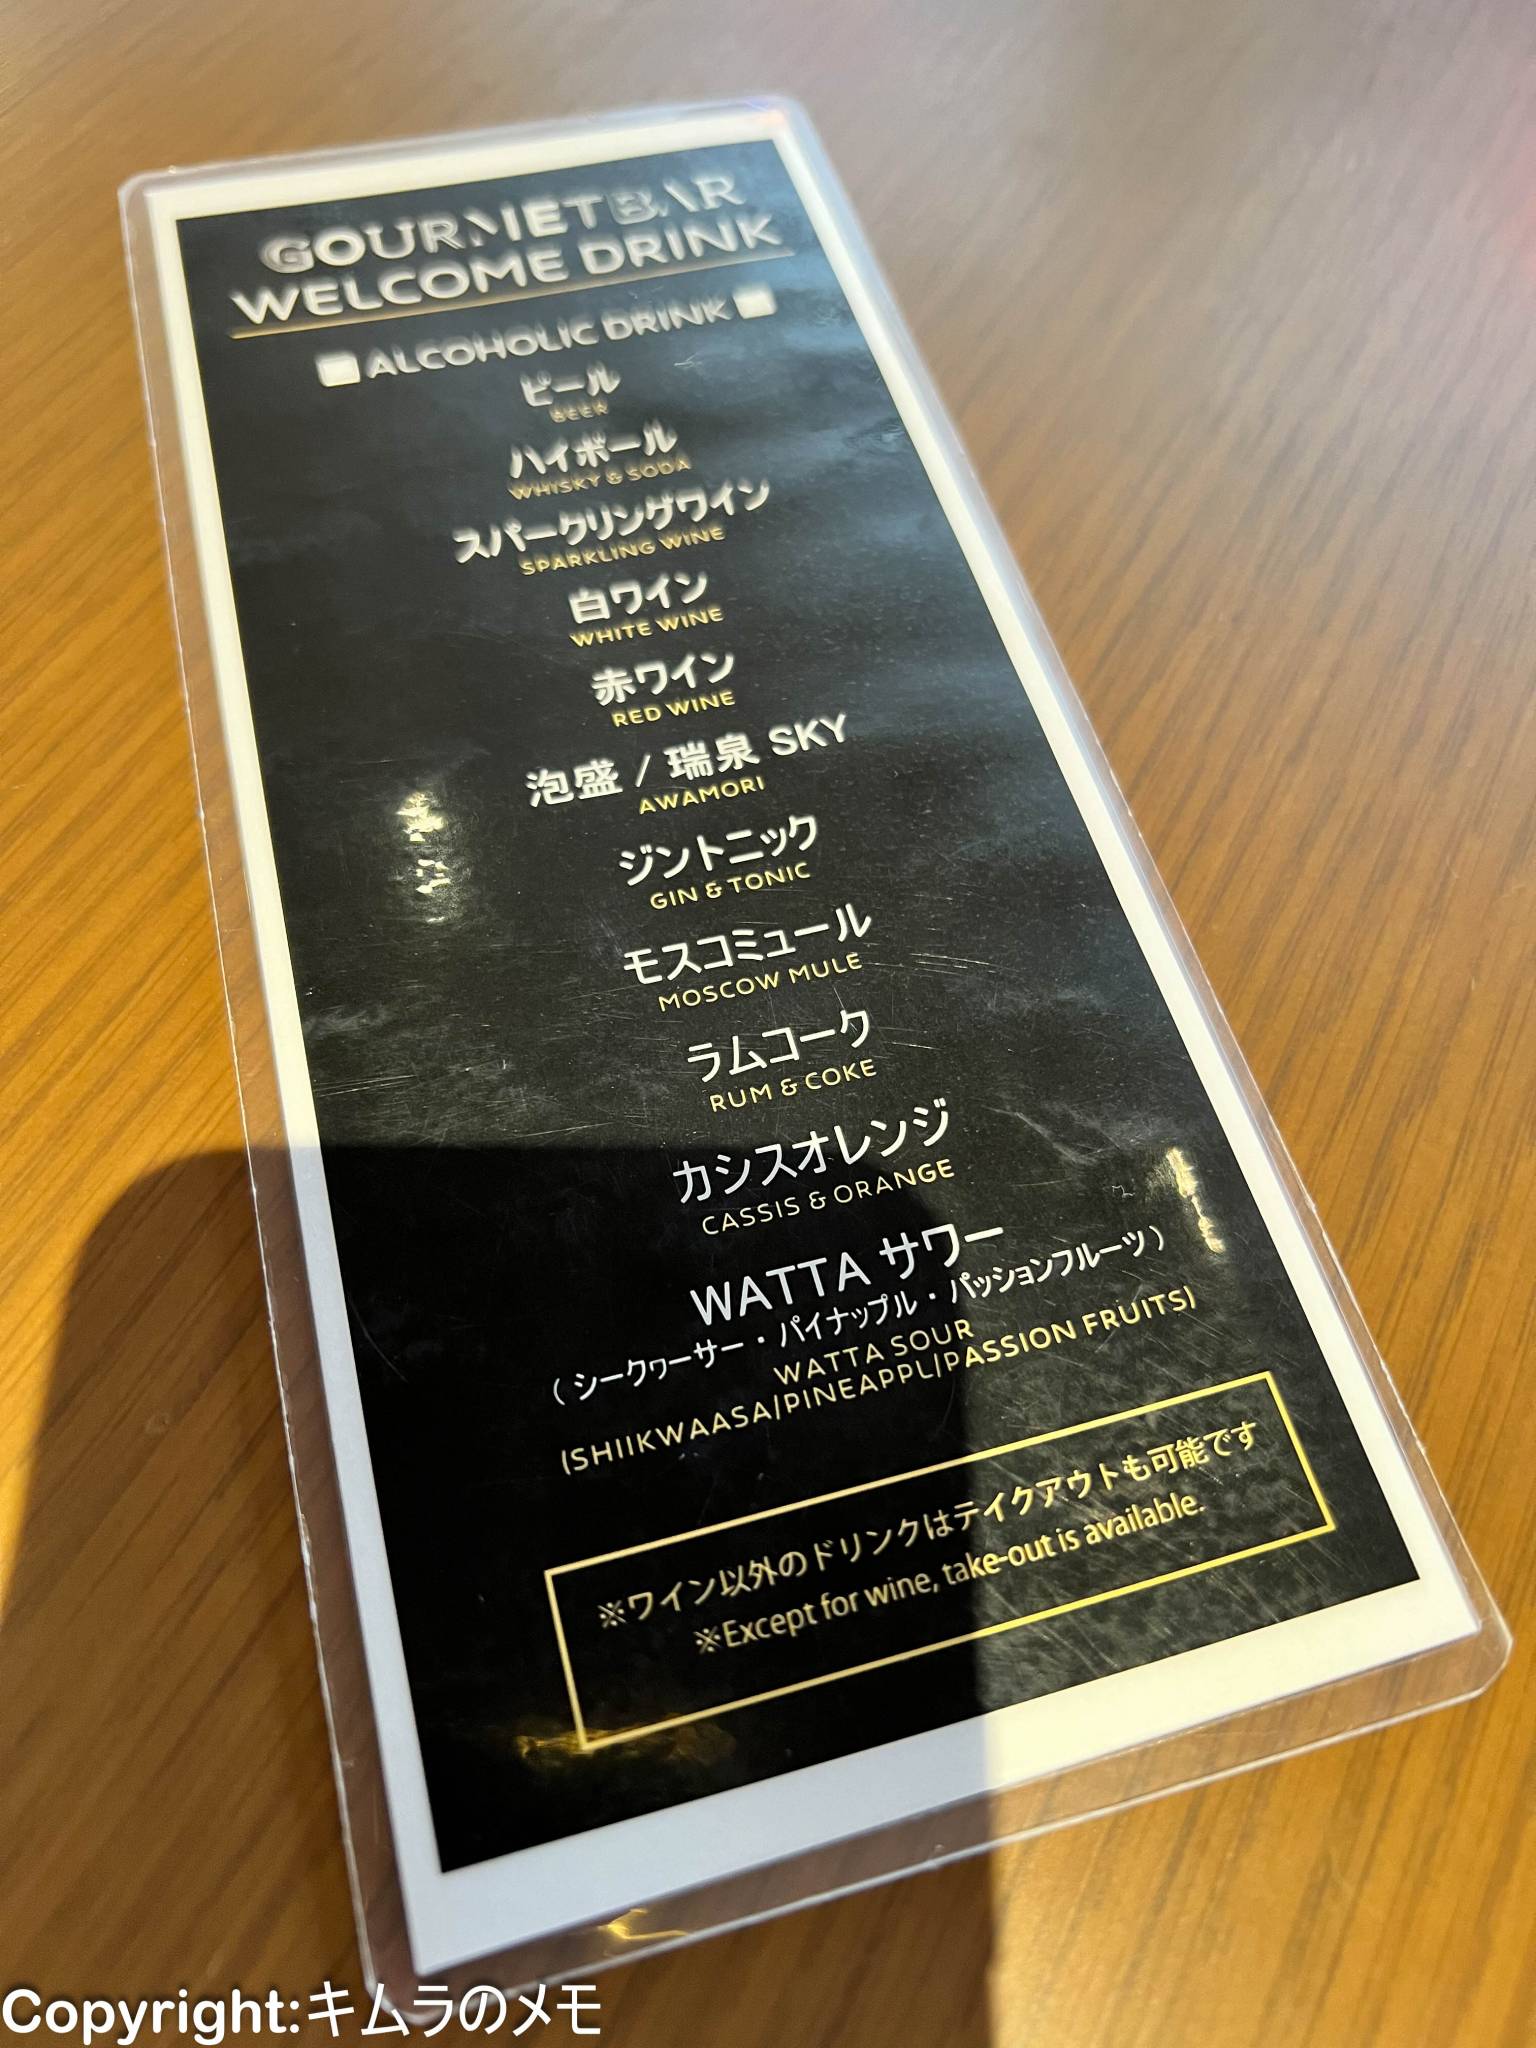 GOURMET BAR
WELCOME DRINK
■ALCOHOLIC DRINK■
ビール
BEER
ハイボール
WHISKY & SODA
スパークリングワイン
SPARKLING WINE
白ワイン
WHITE WINE
赤ワイン
RED WINE
泡盛 / 瑞泉 SKY
AWAMORI
ジントニック
GIN & TONIC
モスコミュール
MOSCOW MULE
ラムコーク
RUM & COKE
カシスオレンジ
CASSIS & ORANGE
WATTA サワー
（シークヮーサー・パイナップル・パッションフルーツ）
WATTA SOUR
(SHIIKWAASA/PINEAPPL/PASSION FRUITS)
※ワイン以外のドリンクはテイクアウトも可能です
※Except for wine, take-out is available.
Copyright:キムラのメモ